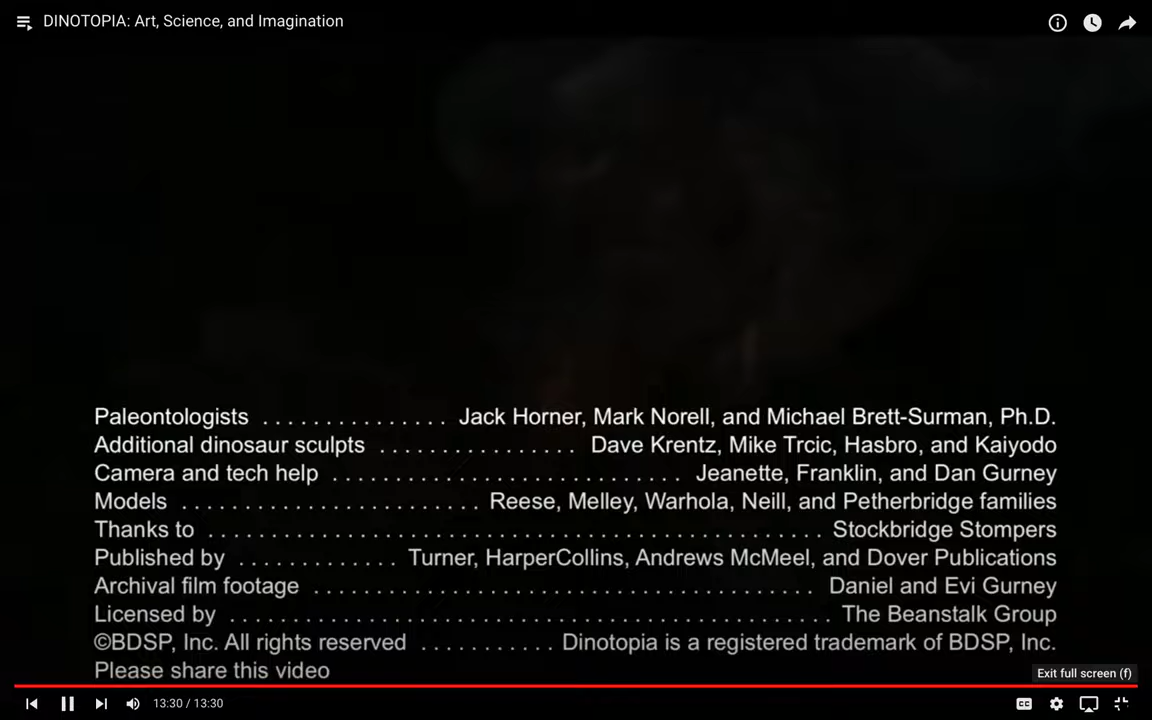 DINOTOPIA: Art, Science, and Imagination
Paleontologists . . . . . . . . . . . . . . . Jack Horner, Mark Norell, and Michael Brett-Surman, Ph.D.
Additional dinosaur sculpts . . . . . . . . . . . . . . . . Dave Krentz, Mike Trcic, Hasbro, and Kaiyodo
Camera and tech help . . . . . . . . . . . . . . . . . . . . . . . . . . . . Jeanette, Franklin, and Dan Gurney
Models . . . . . . . . . . . . . . . . . . . . . . . . Reese, Melley, Warhola, Neill, and Petherbridge families
Thanks to . . . . . . . . . . . . . . . . . . . . . . . . . . . . . . . . . . . . . . . . . . . . . . . . . Stockbridge Stompers
Published by . . . . . . . . . . . . . Turner, HarperCollins, Andrews McMeel, and Dover Publications
Archival film footage . . . . . . . . . . . . . . . . . . . . . . . . . . . . . . . . . . . . . . . . Daniel and Evi Gurney
Licensed by . . . . . . . . . . . . . . . . . . . . . . . . . . . . . . . . . . . . . . . . . . . . . . . . The Beanstalk Group
©BDSP, Inc. All rights reserved . . . . . . . . . . . Dinotopia is a registered trademark of BDSP, Inc.
Please share this video
Exit full screen (f)
13:30 / 13:30
CC